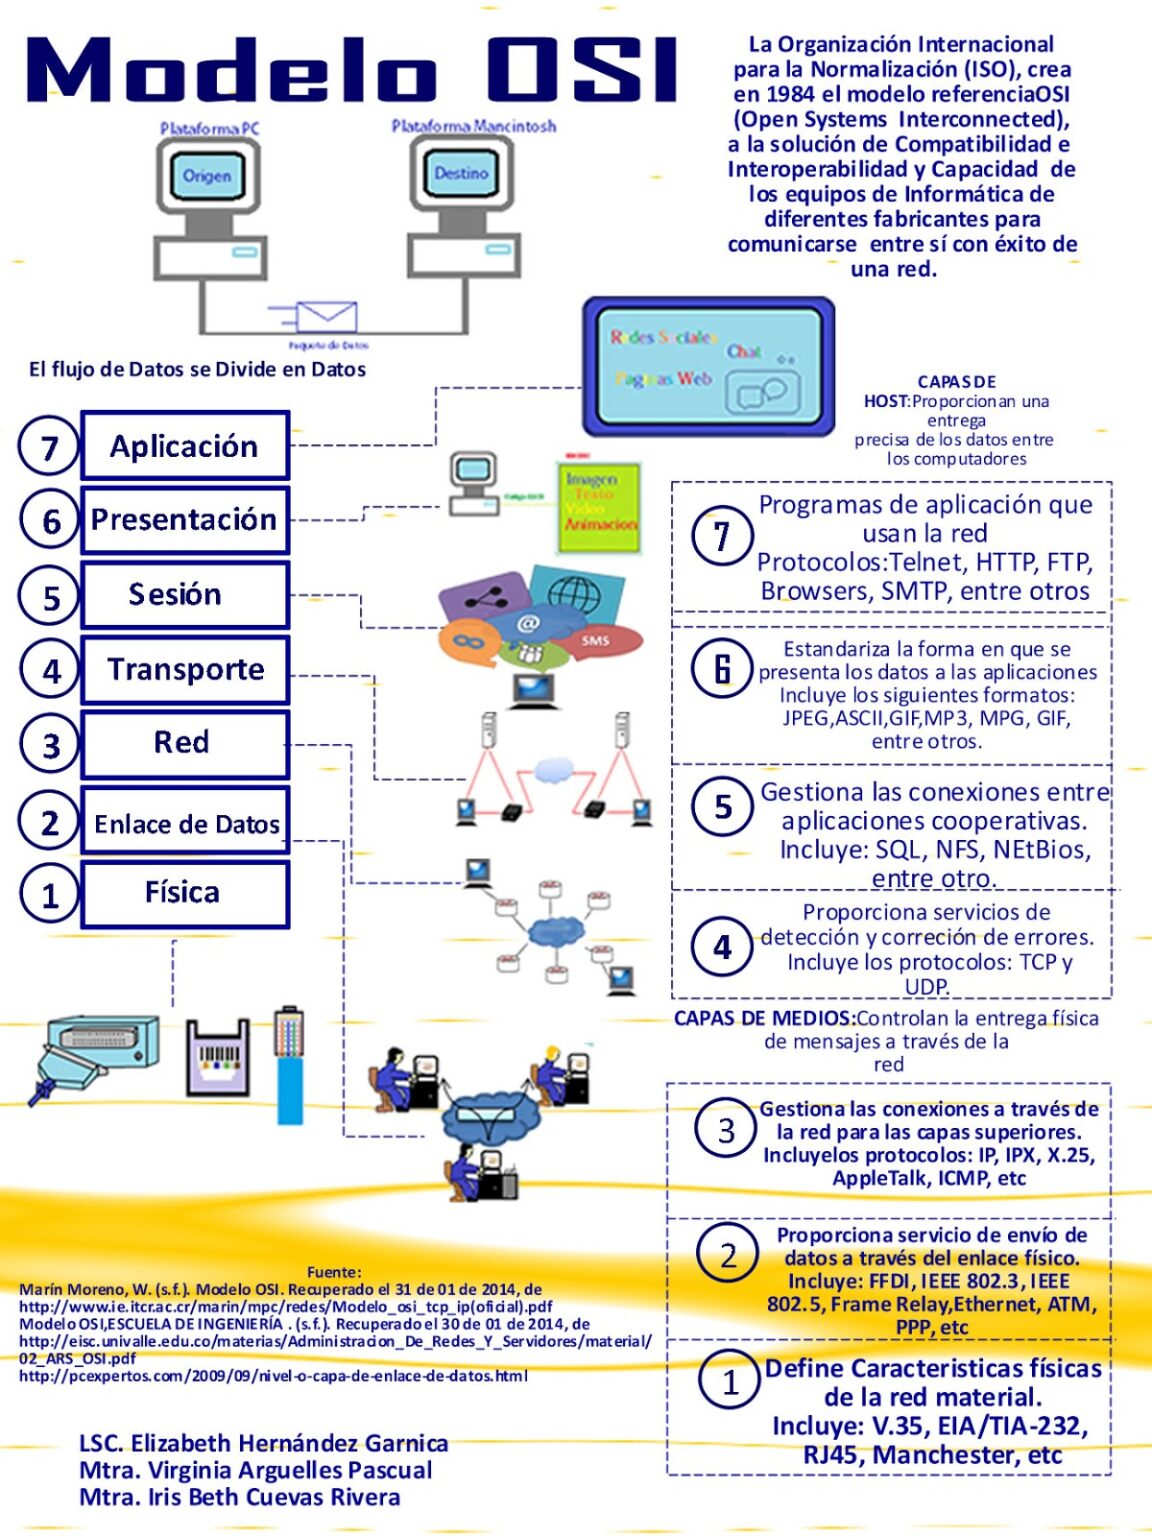 Modelo OSI
La Organización Internacional
para la Normalización (ISO), crea
en 1984 el modelo referenciaOSI
(Open Systems Interconnected),
a la solución de Compatibilidad e
Interoperabilidad y Capacidad de
los equipos de Informática de
diferentes fabricantes para
comunicarse entre sí con éxito de
una red.
Plataforma PC
Plataforma Mancintosh
Origen
Destino
Paquete de Datos
El flujo de Datos se Divide en Datos
Redes Sociales
Chat
Paginas Web
7 Aplicación
6 Presentación
5 Sesión
4 Transporte
3 Red
2 Enlace de Datos
1 Física
Imagen
Texto
Video
Animacion
@
SMS
CAPAS DE
HOST:Proporcionan una
entrega
precisa de los datos entre
los computadores
7
Programas de aplicación que
usan la red
Protocolos:Telnet, HTTP, FTP,
Browsers, SMTP, entre otros
6
Estandariza la forma en que se
presenta los datos a las aplicaciones
Incluye los siguientes formatos:
JPEG,ASCII,GIF,MP3, MPG, GIF,
entre otros.
5
Gestiona las conexiones entre
aplicaciones cooperativas.
Incluye: SQL, NFS, NEtBios,
entre otro.
4
Proporciona servicios de
detección y correción de errores.
Incluye los protocolos: TCP y
UDP.
CAPAS DE MEDIOS:Controlan la entrega física
de mensajes a través de la
red
3
Gestiona las conexiones a través de
la red para las capas superiores.
Incluyelos protocolos: IP, IPX, X.25,
AppleTalk, ICMP, etc
2
Proporciona servicio de envío de
datos a través del enlace físico.
Incluye: FFDI, IEEE 802.3, IEEE
802.5, Frame Relay,Ethernet, ATM,
PPP, etc
1
Define Caracteristicas físicas
de la red material.
Incluye: V.35, EIA/TIA-232,
RJ45, Manchester, etc
Fuente:
Marín Moreno, W. (s.f.). Modelo OSI. Recuperado el 31 de 01 de 2014, de
http://www.ie.itcr.ac.cr/marin/mpc/redes/Modelo_osi_tcp_ip(oficial).pdf
Modelo OSI,ESCUELA DE INGENIERÍA . (s.f.). Recuperado el 30 de 01 de 2014, de
http://eisc.univalle.edu.co/materias/Administracion_De_Redes_Y_Servidores/material/
02_ARS_OSI.pdf
http://pcexpertos.com/2009/09/nivel-o-capa-de-enlace-de-datos.html
LSC. Elizabeth Hernández Garnica
Mtra. Virginia Arguelles Pascual
Mtra. Iris Beth Cuevas Rivera